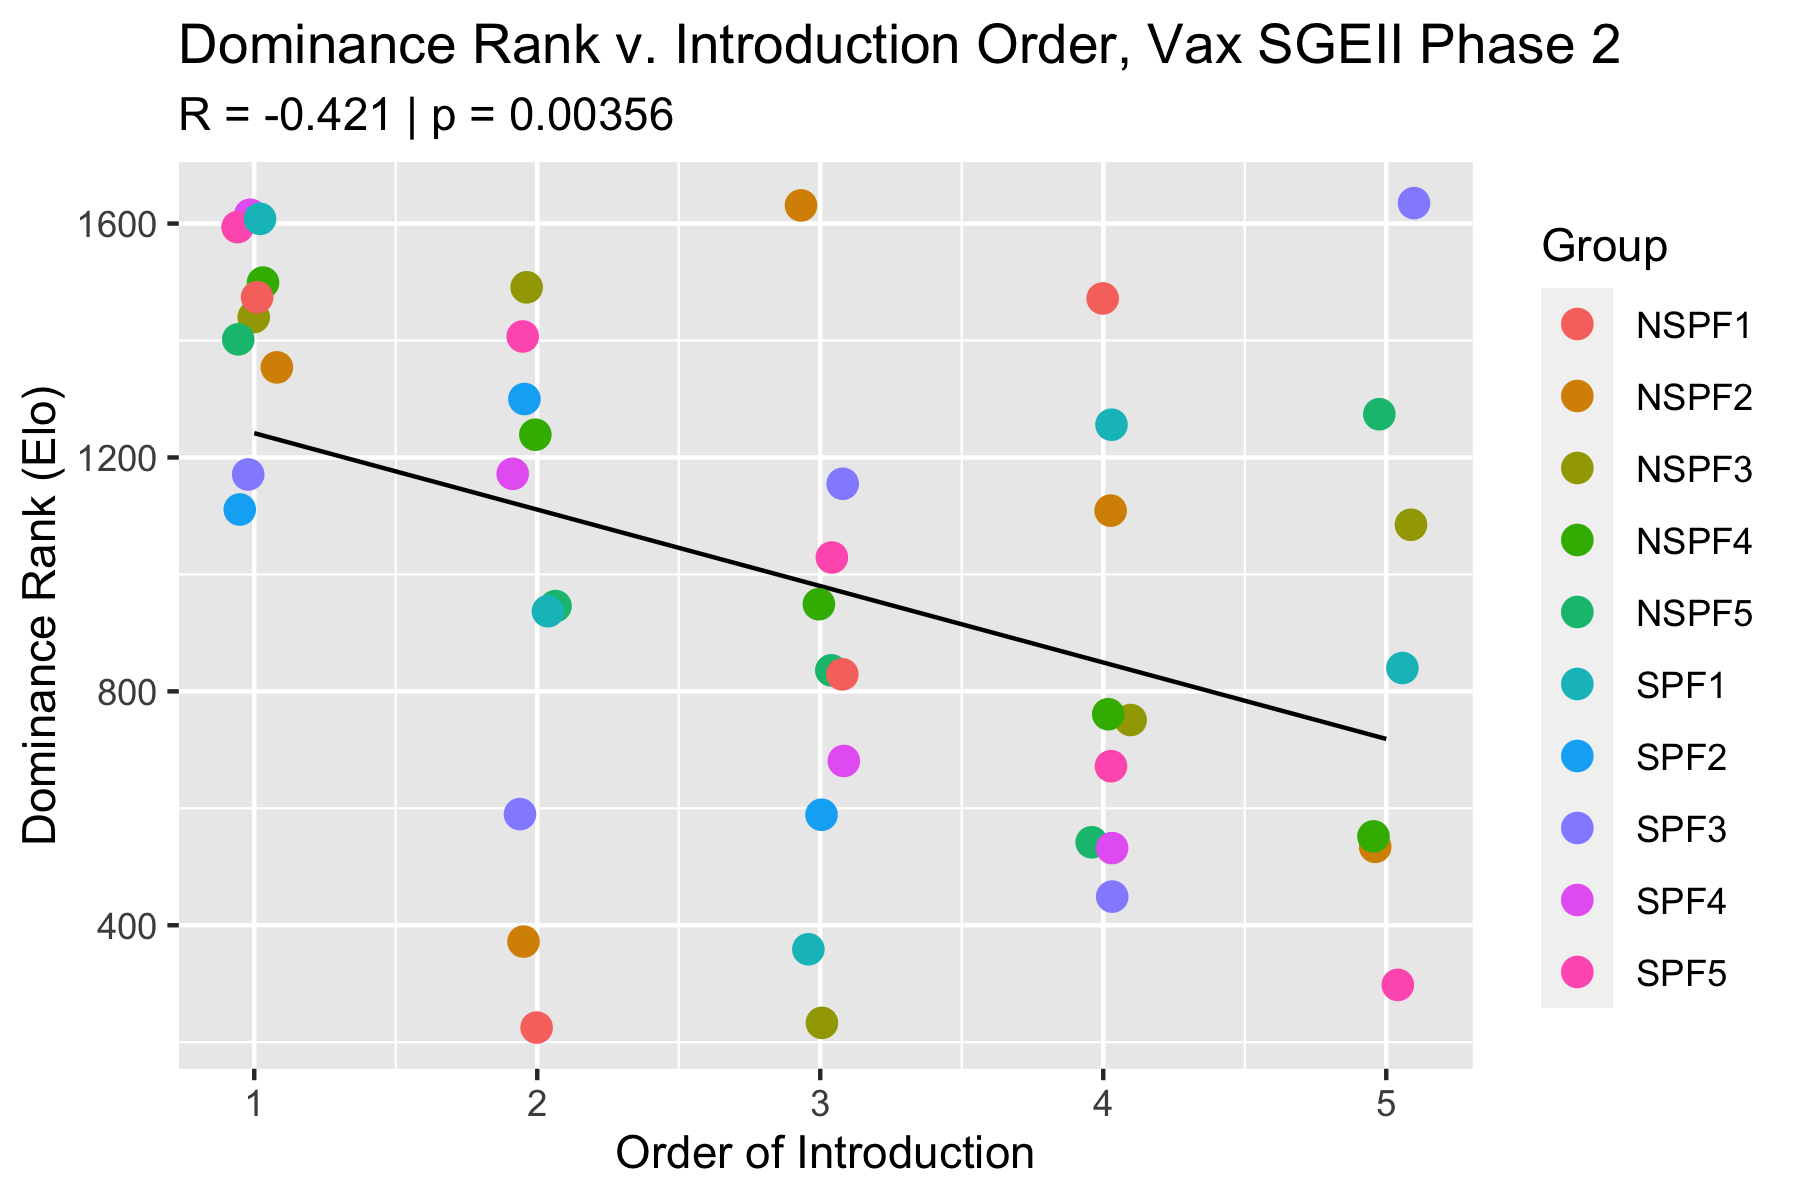 Dominance Rank v. Introduction Order, Vax SGEII Phase 2
R = -0.421 | p = 0.00356
Dominance Rank (Elo)
1600
1200
800
400
1 2 3 4 5
Order of Introduction
Group
NSPF1
NSPF2
NSPF3
NSPF4
NSPF5
SPF1
SPF2
SPF3
SPF4
SPF5